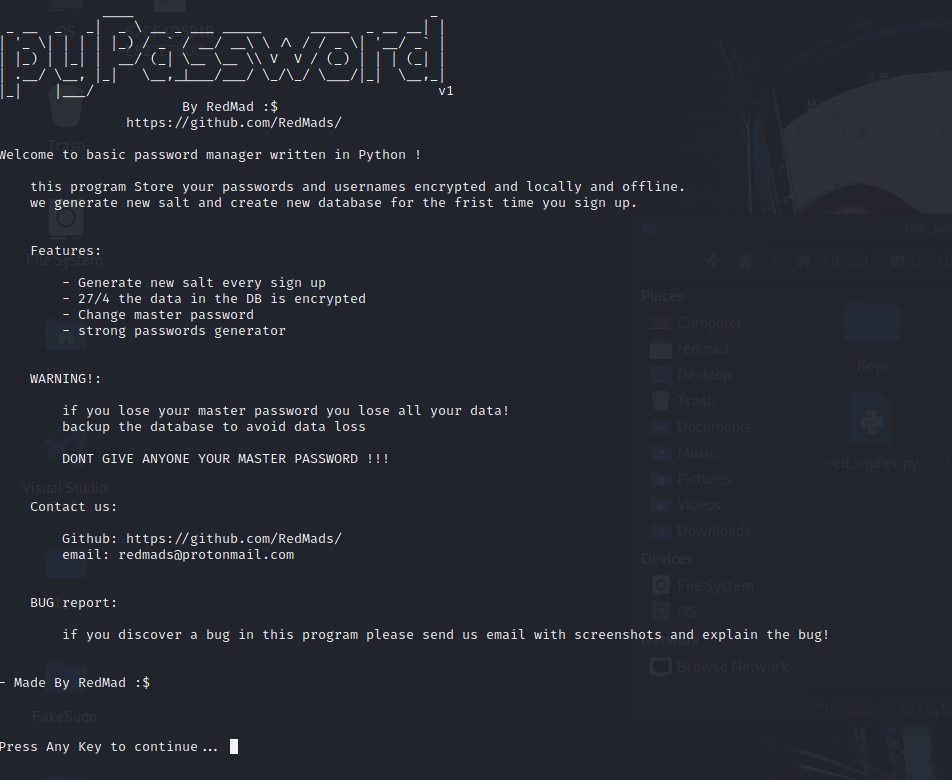 pyPassword
v1
By RedMad :$
https://github.com/RedMads/
Welcome to basic password manager written in Python !
this program Store your passwords and usernames encrypted and locally and offline.
we generate new salt and create new database for the frist time you sign up.
Features:
- Generate new salt every sign up
- 27/4 the data in the DB is encrypted
- Change master password
- strong passwords generator
WARNING!:
if you lose your master password you lose all your data!
backup the database to avoid data loss
DONT GIVE ANYONE YOUR MASTER PASSWORD !!!
Contact us:
Github: https://github.com/RedMads/
email: redmads@protonmail.com
BUG report:
if you discover a bug in this program please send us email with screenshots and explain the bug!
- Made By RedMad :$
Press Any Key to continue...
Trash
File System
Visual Studio
FakeSudo
redmad
Places
Computer
redmad
Desktop
Trash
Documents
Music
Pictures
Videos
Downloads
Devices
File System
OS
Network
Browse Network
Keys
red_cipher.py